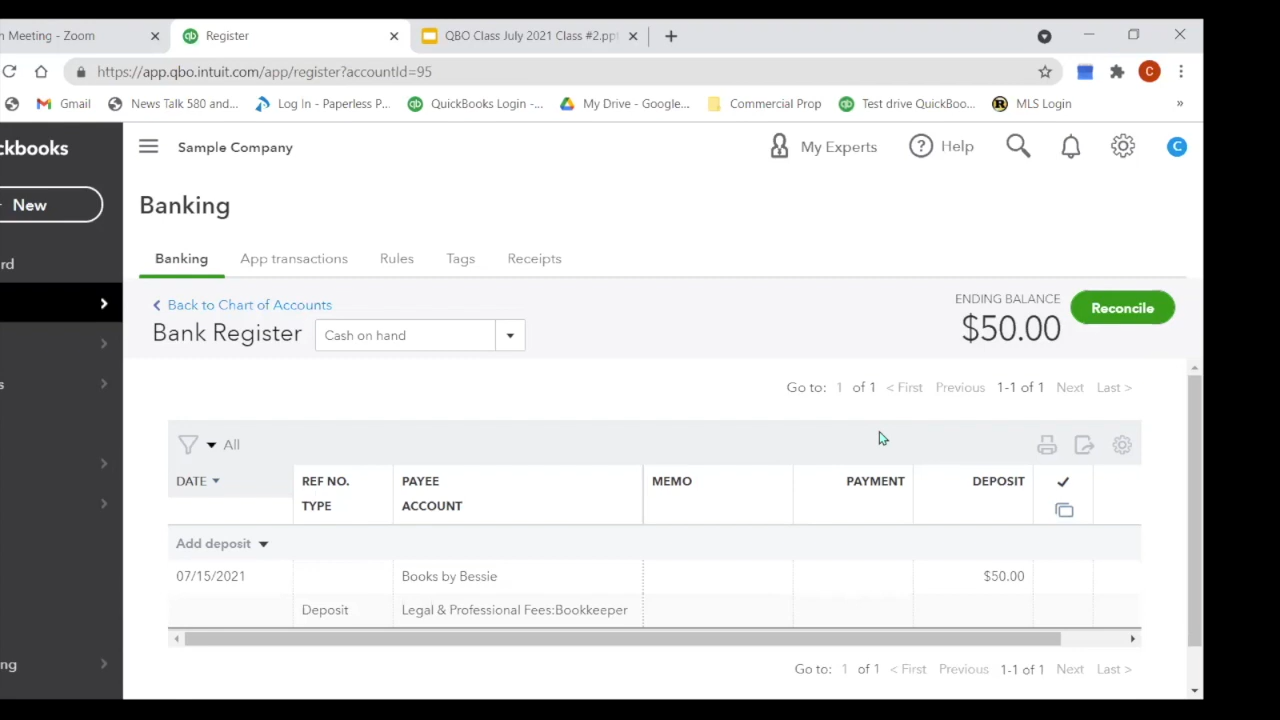 Meeting - Zoom
Register
QBO Class July 2021 Class #2.ppt
https://app.qbo.intuit.com/app/register?accountId=95
C
Gmail
News Talk 580 and...
Log In - Paperless P...
QuickBooks Login -...
My Drive - Google...
Commercial Prop
Test drive QuickBoo...
MLS Login
»
ckbooks
Sample Company
My Experts
Help
C
New
Banking
rd
Banking
App transactions
Rules
Tags
Receipts
Back to Chart of Accounts
ENDING BALANCE
$50.00
Reconcile
Bank Register
Cash on hand
s
Go to: 1 of 1 < First Previous 1-1 of 1 Next Last >
All
DATE
REF NO.
TYPE
PAYEE
ACCOUNT
MEMO
PAYMENT
DEPOSIT
Add deposit
07/15/2021
Books by Bessie
$50.00
Deposit
Legal & Professional Fees:Bookkeeper
ng
Go to: 1 of 1 < First Previous 1-1 of 1 Next Last >